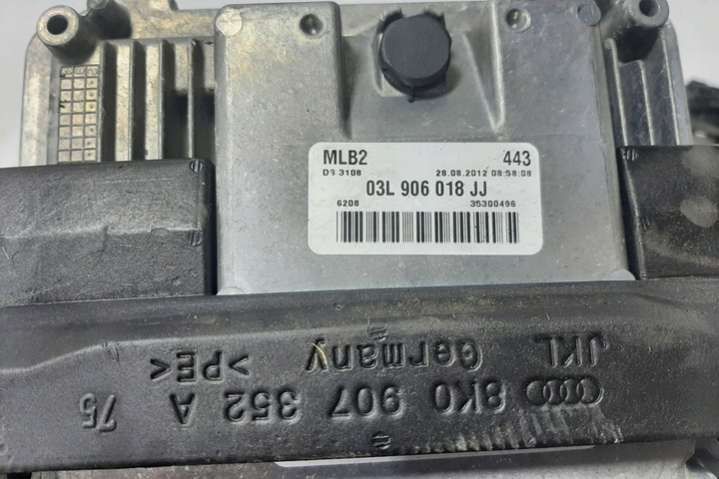 MLB2 443
D3 3108 28.08.2012 08:58:08
03L 906 018 JJ
6208 35300496
8K0 907 352 A 75
JKL Germany >PE<